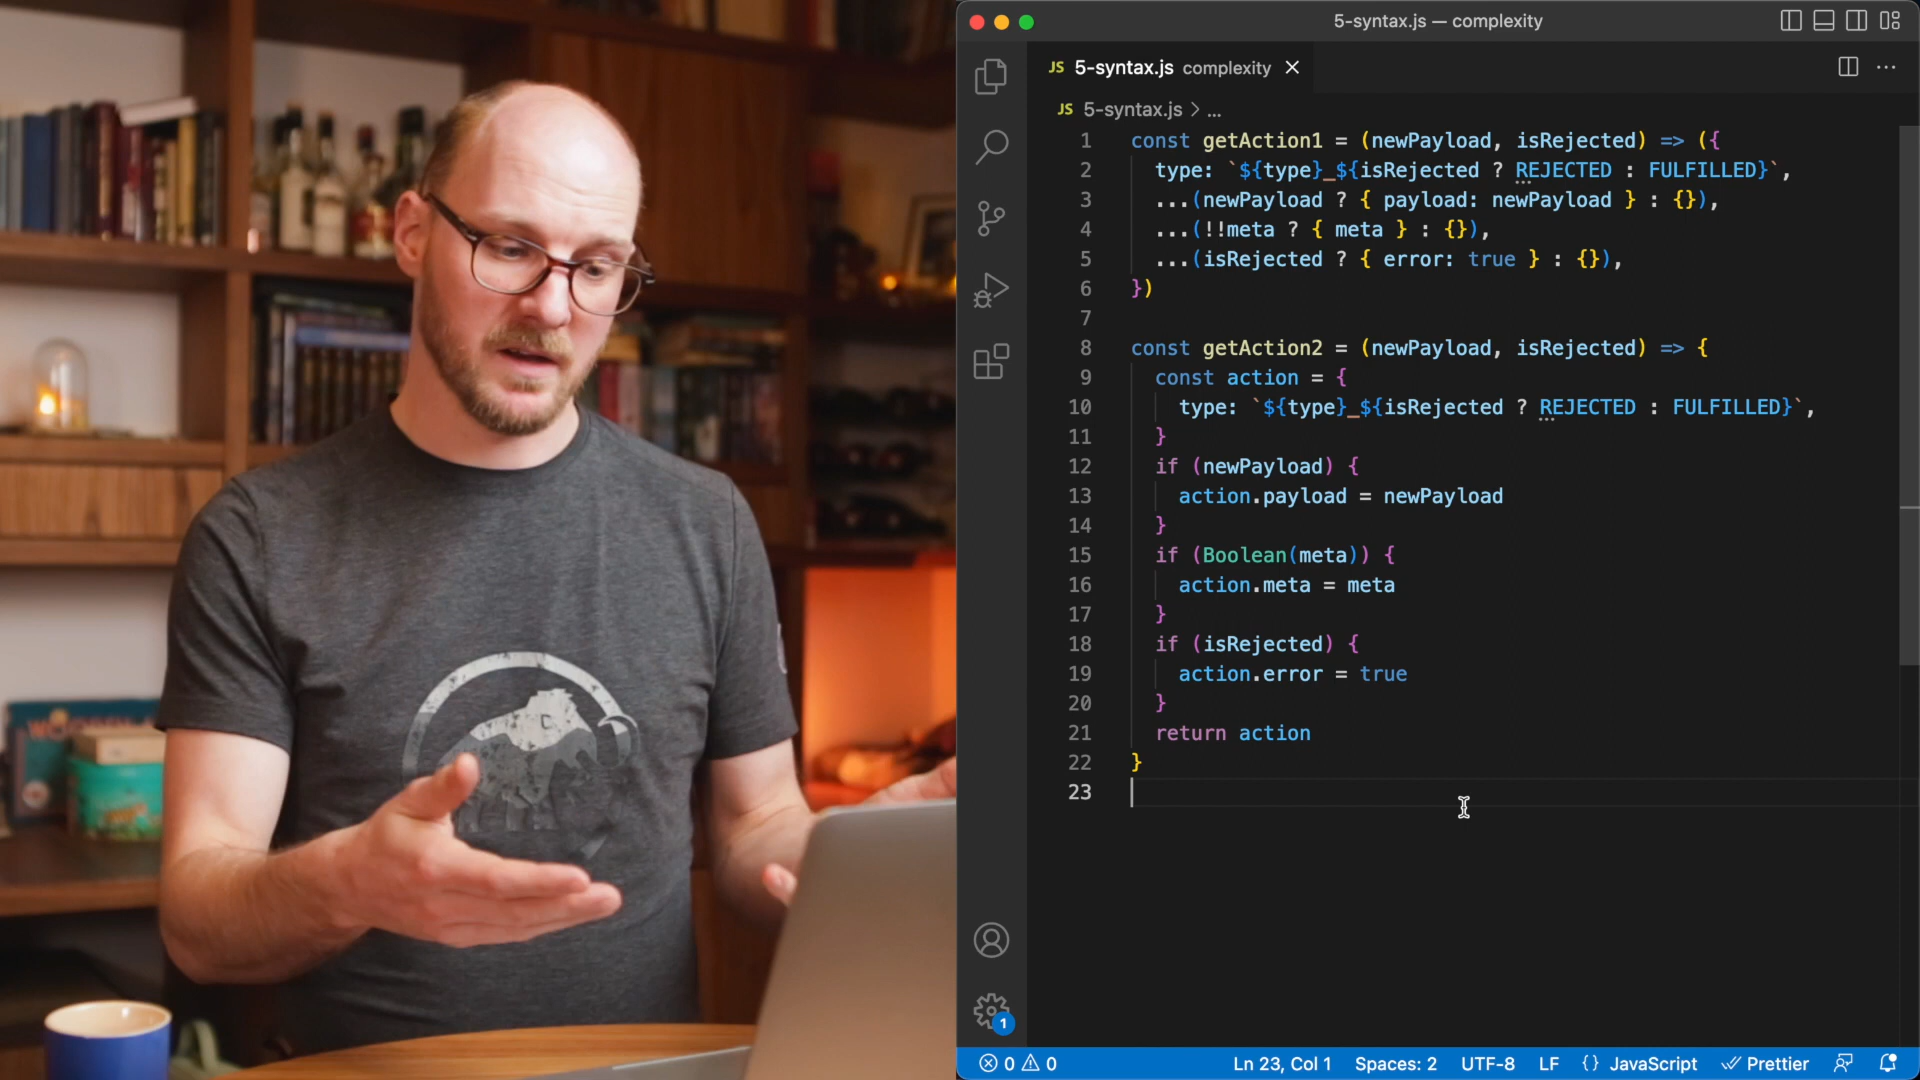 5-syntax.js — complexity
JS 5-syntax.js complexity
JS 5-syntax.js > ...
1 const getAction1 = (newPayload, isRejected) => ({
2 type: `${type}_${isRejected ? REJECTED : FULFILLED}`,
3 ...(newPayload ? { payload: newPayload } : {}),
4 ...(!!meta ? { meta } : {}),
5 ...(isRejected ? { error: true } : {}),
6 })
7
8 const getAction2 = (newPayload, isRejected) => {
9 const action = {
10 type: `${type}_${isRejected ? REJECTED : FULFILLED}`,
11 }
12 if (newPayload) {
13 action.payload = newPayload
14 }
15 if (Boolean(meta)) {
16 action.meta = meta
17 }
18 if (isRejected) {
19 action.error = true
20 }
21 return action
22 }
23
1
0 0 Ln 23, Col 1 Spaces: 2 UTF-8 LF {} JavaScript Prettier